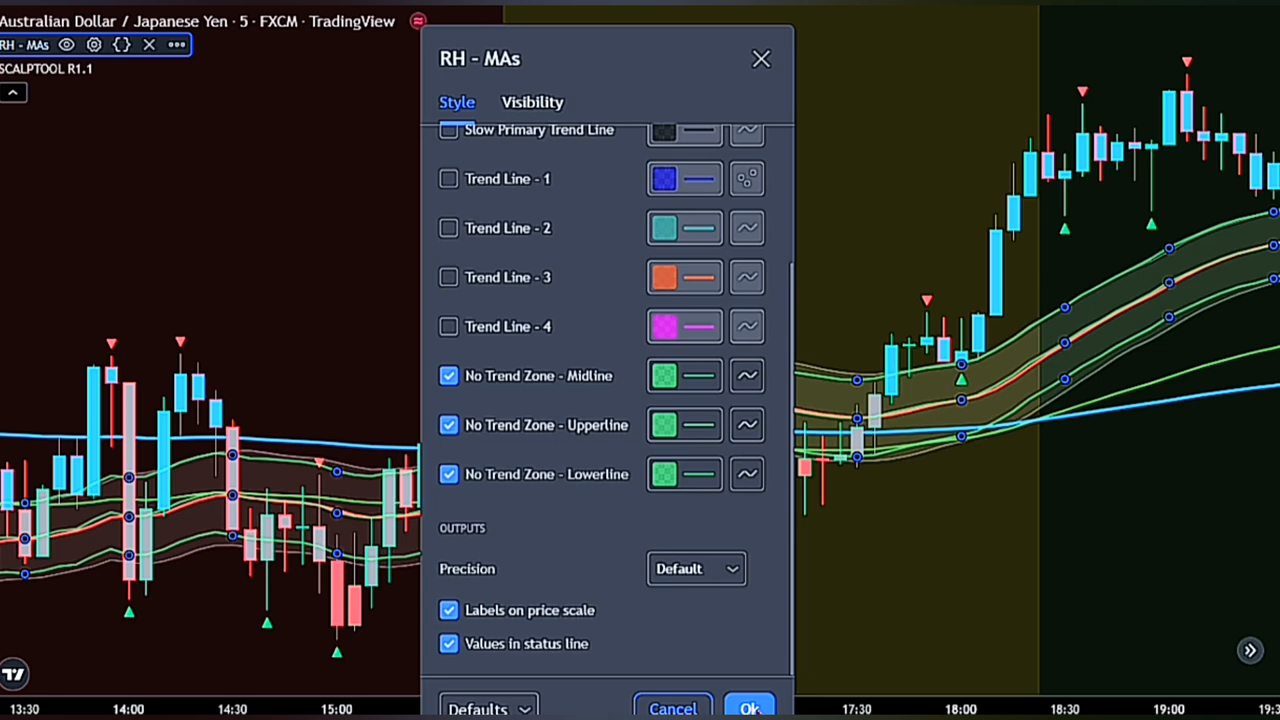 Australian Dollar / Japanese Yen · 5 · FXCM · TradingView
RH - MAs
SCALPTOOL R1.1
RH - MAs
Style Visibility
Slow Primary Trend Line
Trend Line - 1
Trend Line - 2
Trend Line - 3
Trend Line - 4
No Trend Zone - Midline
No Trend Zone - Upperline
No Trend Zone - Lowerline
OUTPUTS
Precision Default
Labels on price scale
Values in status line
Defaults Cancel Ok
13:30 14:00 14:30 15:00 17:30 18:00 18:30 19:00 19:3